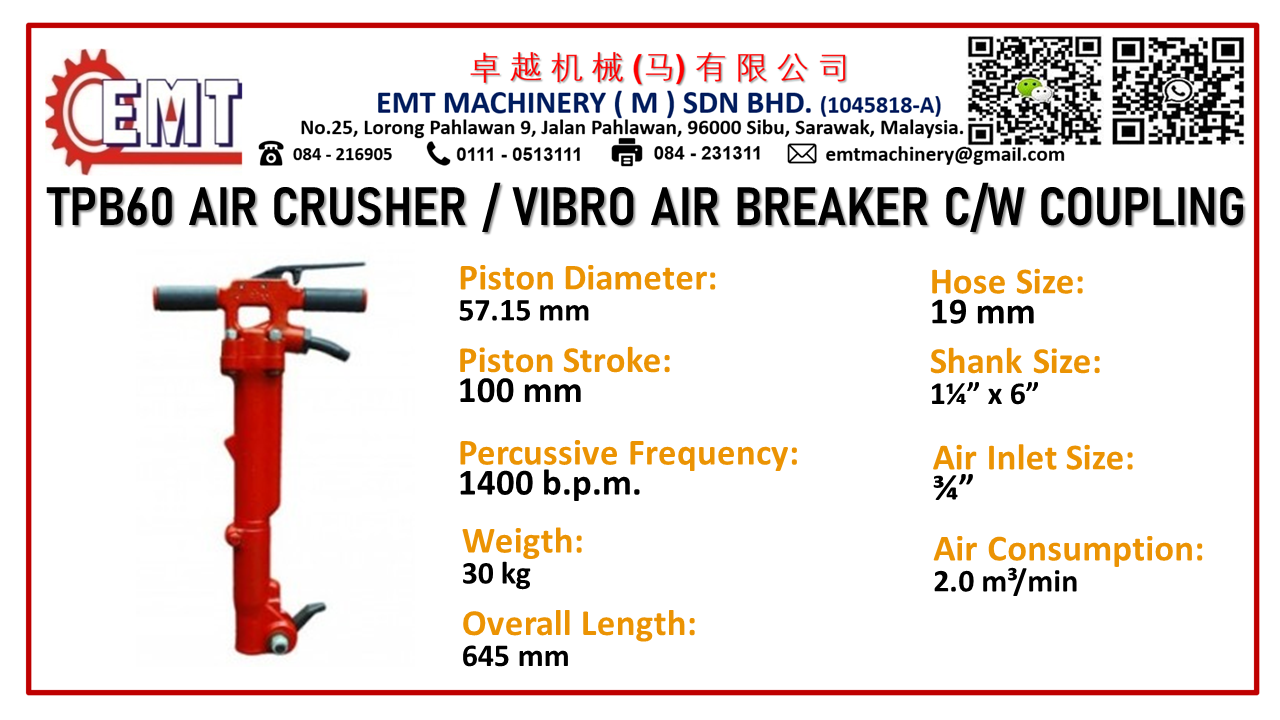 EMT
卓越机械(马)有限公司
EMT MACHINERY ( M ) SDN BHD. (1045818-A)
No.25, Lorong Pahlawan 9, Jalan Pahlawan, 96000 Sibu, Sarawak, Malaysia.
084 - 216905 0111 - 0513111 084 - 231311 emtmachinery@gmail.com
TPB60 AIR CRUSHER / VIBRO AIR BREAKER C/W COUPLING
Piston Diameter:
57.15 mm
Piston Stroke:
100 mm
Percussive Frequency:
1400 b.p.m.
Weigth:
30 kg
Overall Length:
645 mm
Hose Size:
19 mm
Shank Size:
1¼” x 6”
Air Inlet Size:
¾”
Air Consumption:
2.0 m³/min